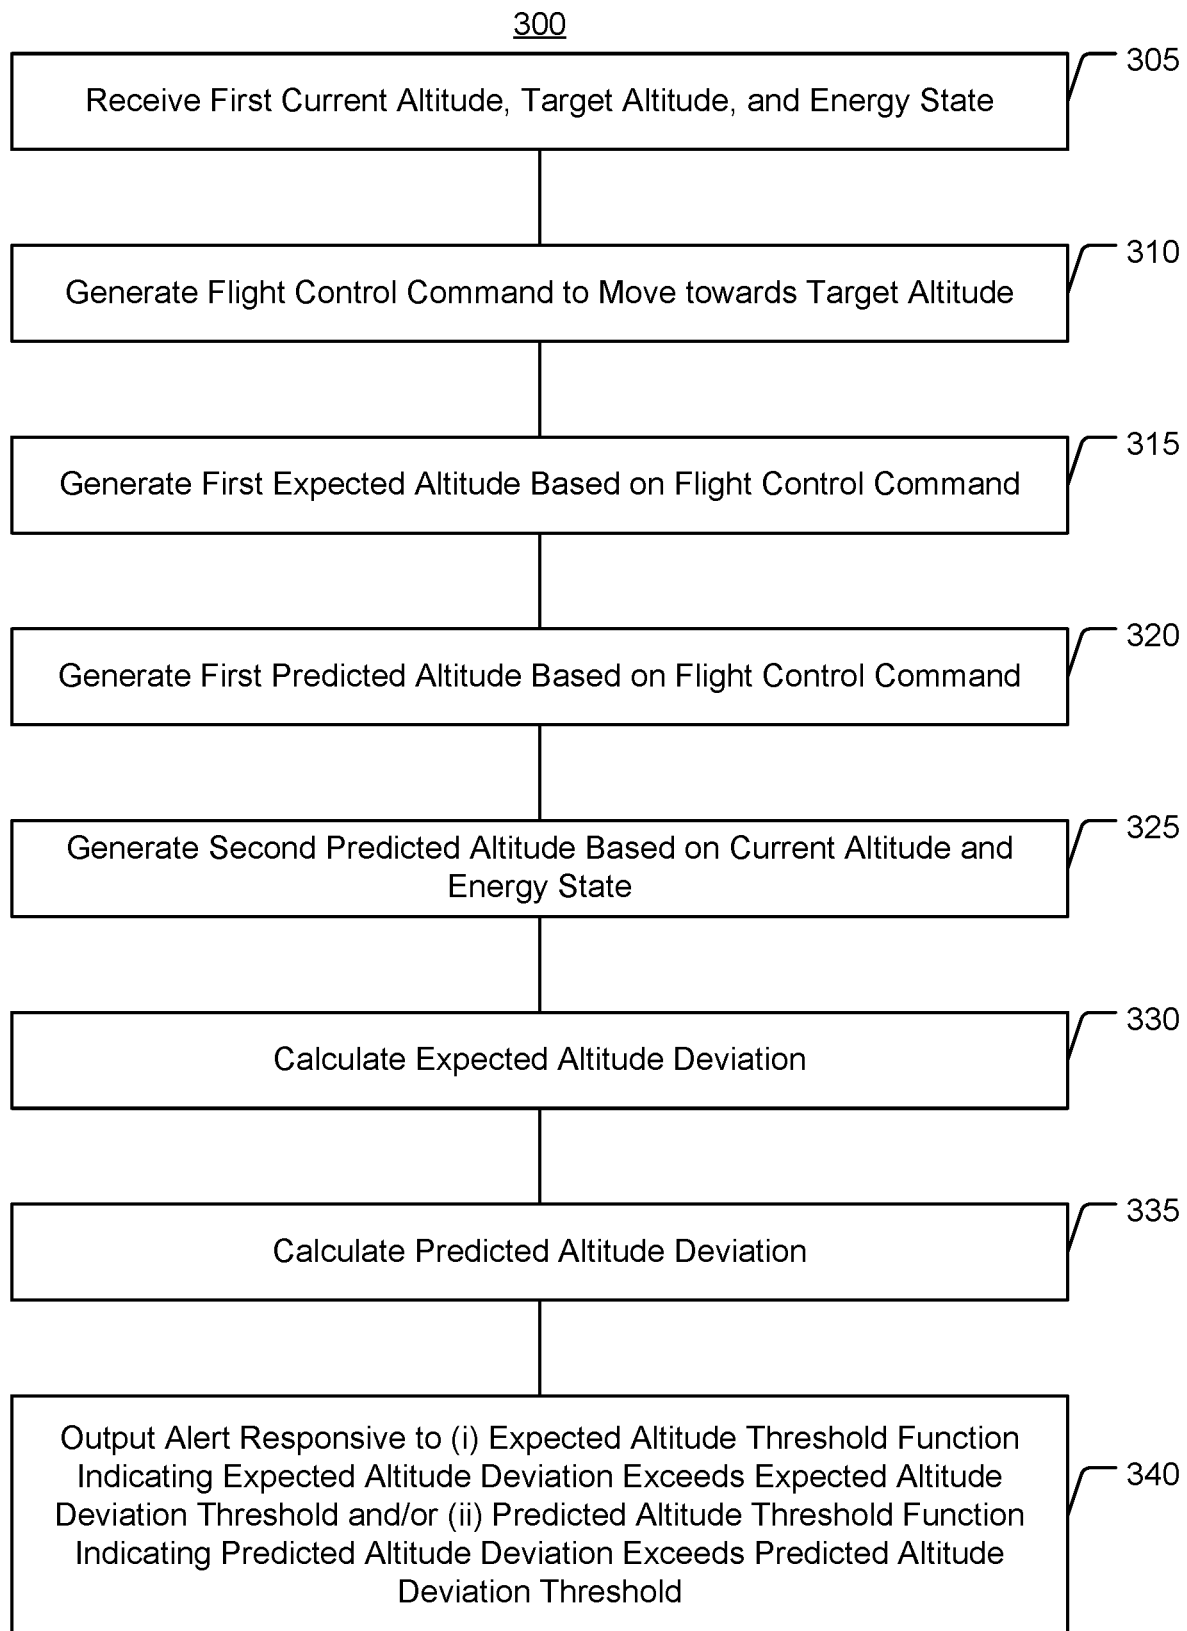 300
305
Receive First Current Altitude, Target Altitude, and Energy State
310
Generate Flight Control Command to Move towards Target Altitude
315
Generate First Expected Altitude Based on Flight Control Command
320
Generate First Predicted Altitude Based on Flight Control Command
325
Generate Second Predicted Altitude Based on Current Altitude and
Energy State
330
Calculate Expected Altitude Deviation
335
Calculate Predicted Altitude Deviation
340
Output Alert Responsive to (i) Expected Altitude Threshold Function
Indicating Expected Altitude Deviation Exceeds Expected Altitude
Deviation Threshold and/or (ii) Predicted Altitude Threshold Function
Indicating Predicted Altitude Deviation Exceeds Predicted Altitude
Deviation Threshold